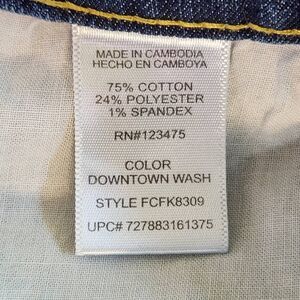 MADE IN CAMBODIA
HECHO EN CAMBOYA
75% COTTON
24% POLYESTER
1% SPANDEX
RN#123475
COLOR
DOWNTOWN WASH
STYLE FCFK8309
UPC# 727883161375